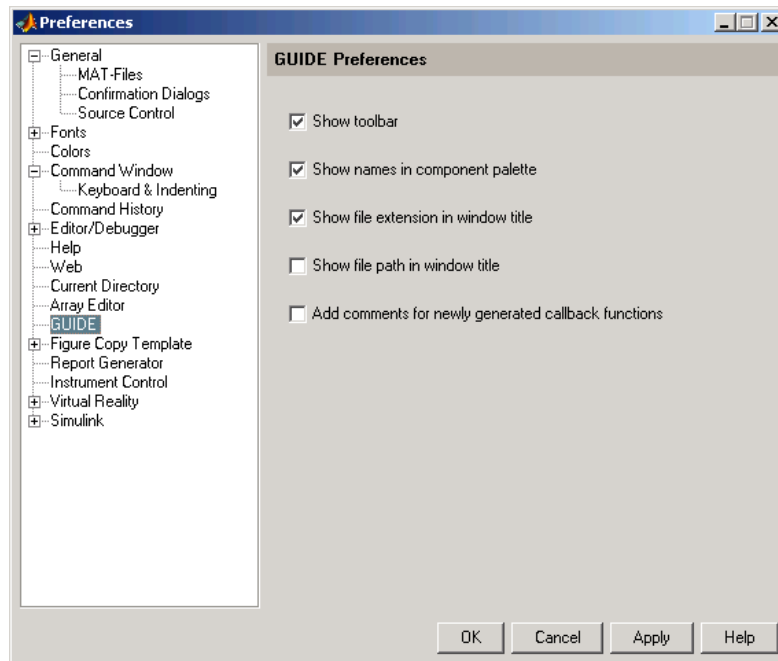 Preferences
General
MAT-Files
Confirmation Dialogs
Source Control
Fonts
Colors
Command Window
Keyboard & Indenting
Command History
Editor/Debugger
Help
Web
Current Directory
Array Editor
GUIDE
Figure Copy Template
Report Generator
Instrument Control
Virtual Reality
Simulink
GUIDE Preferences
Show toolbar
Show names in component palette
Show file extension in window title
Show file path in window title
Add comments for newly generated callback functions
OK Cancel Apply Help